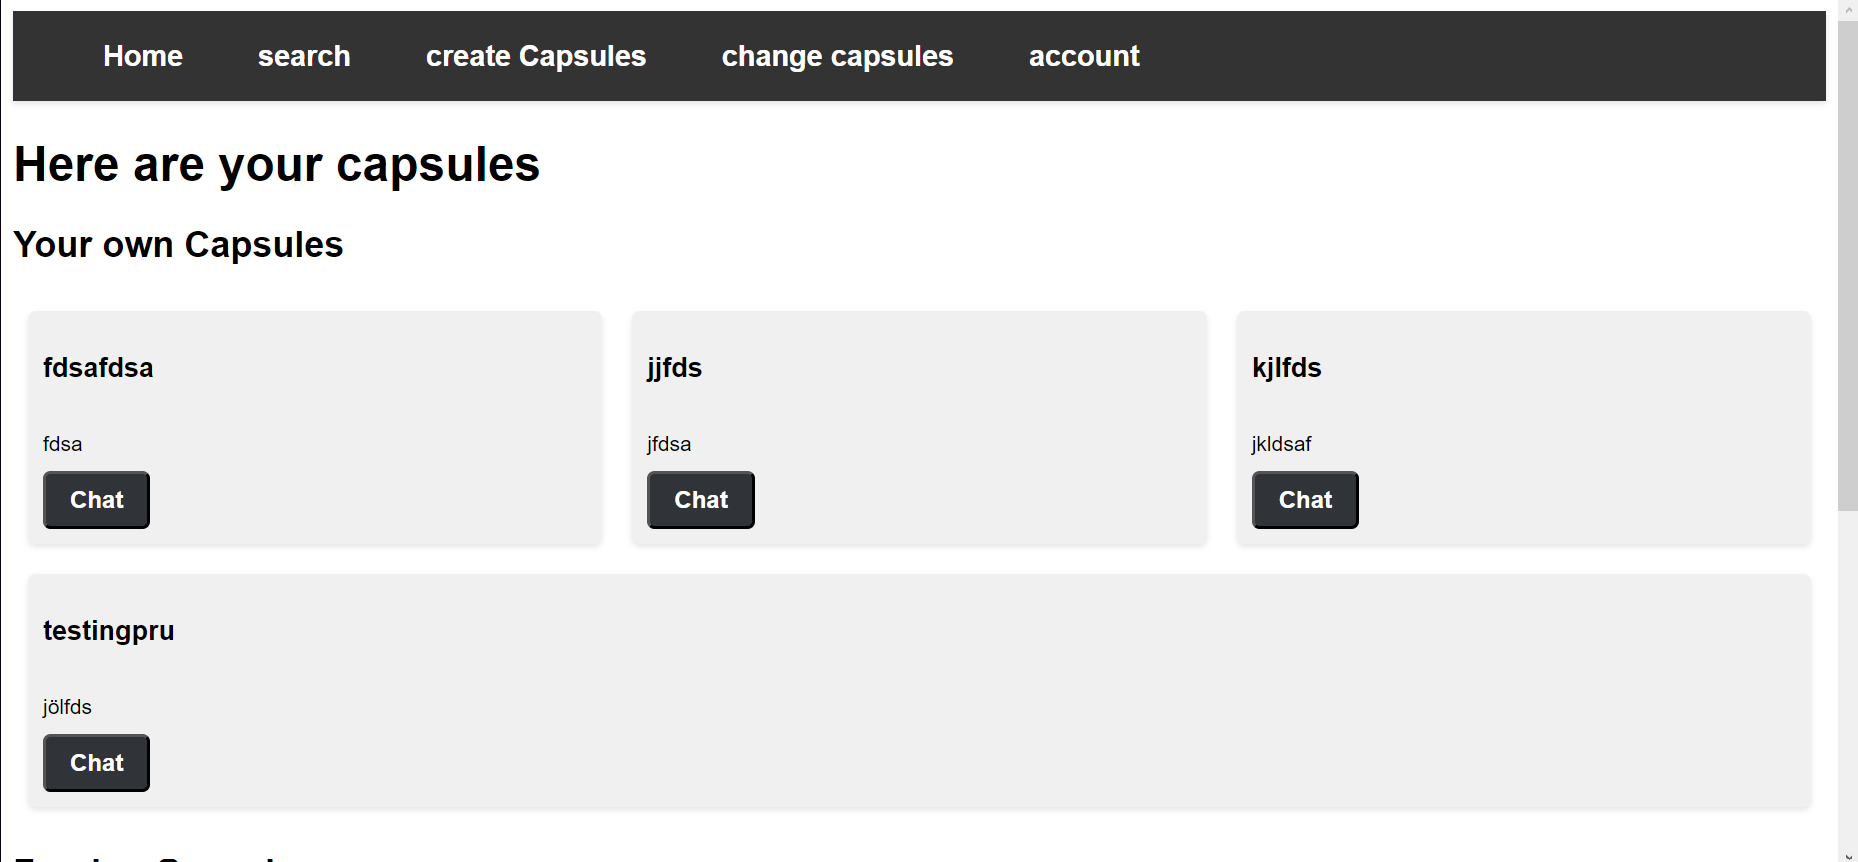 Home search create Capsules change capsules account
Here are your capsules
Your own Capsules
fdsafdsa jjfds kjlfds
fdsa jfdsa jkldsaf
Chat Chat Chat
testingpru
jölfds
Chat